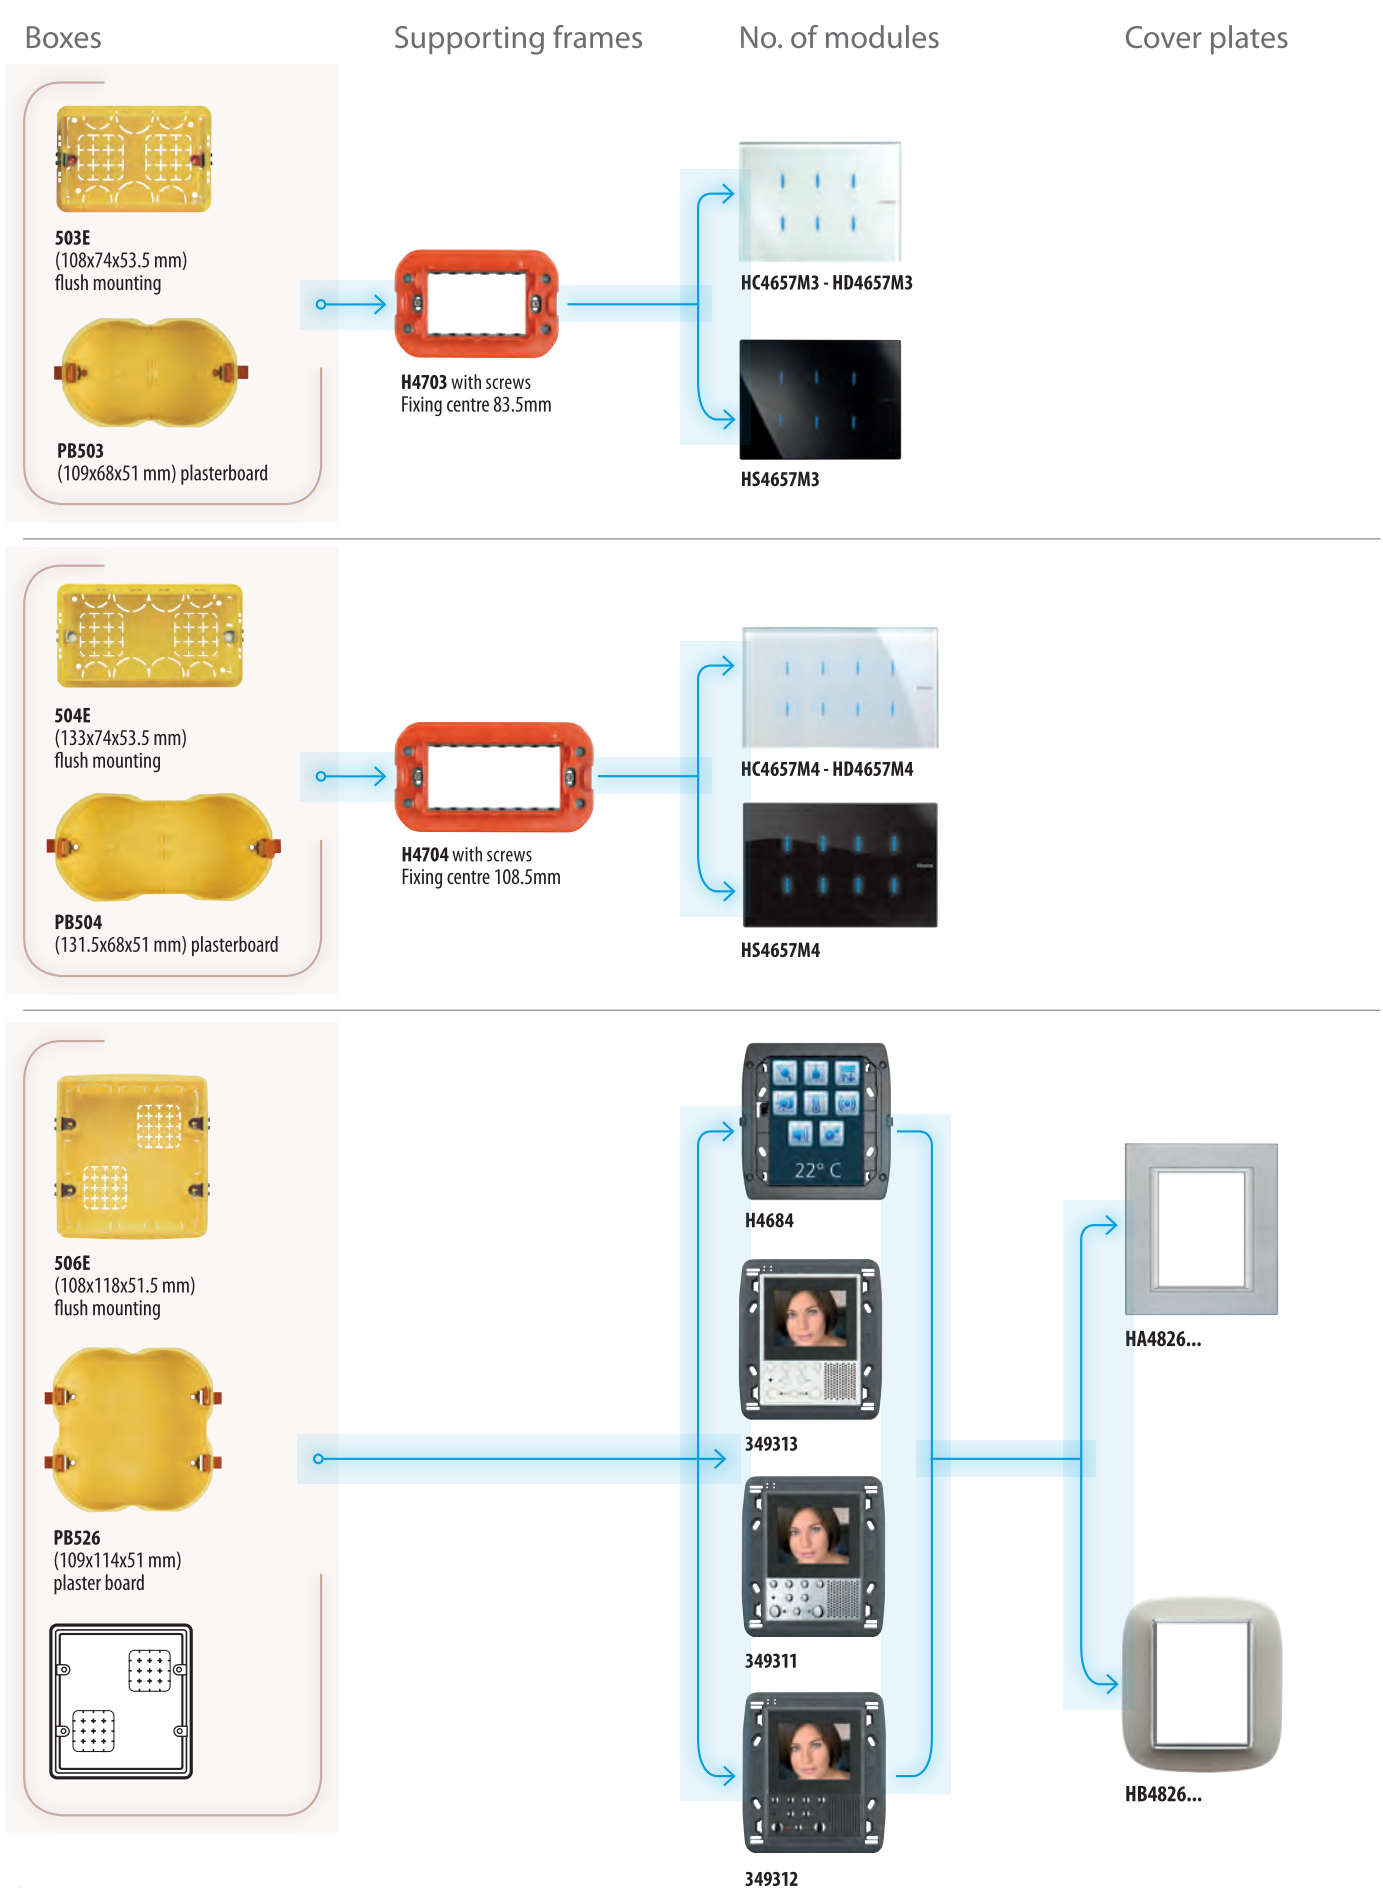 Boxes
Supporting frames
No. of modules
Cover plates
503E
(108x74x53.5 mm)
flush mounting
PB503
(109x68x51 mm) plasterboard
H4703 with screws
Fixing centre 83.5mm
HC4657M3 - HD4657M3
HS4657M3
504E
(133x74x53.5 mm)
flush mounting
PB504
(131.5x68x51 mm) plasterboard
H4704 with screws
Fixing centre 108.5mm
HC4657M4 - HD4657M4
HS4657M4
506E
(108x118x51.5 mm)
flush mounting
PB526
(109x114x51 mm)
plaster board
22° C
H4684
349313
349311
349312
HA4826...
HB4826...